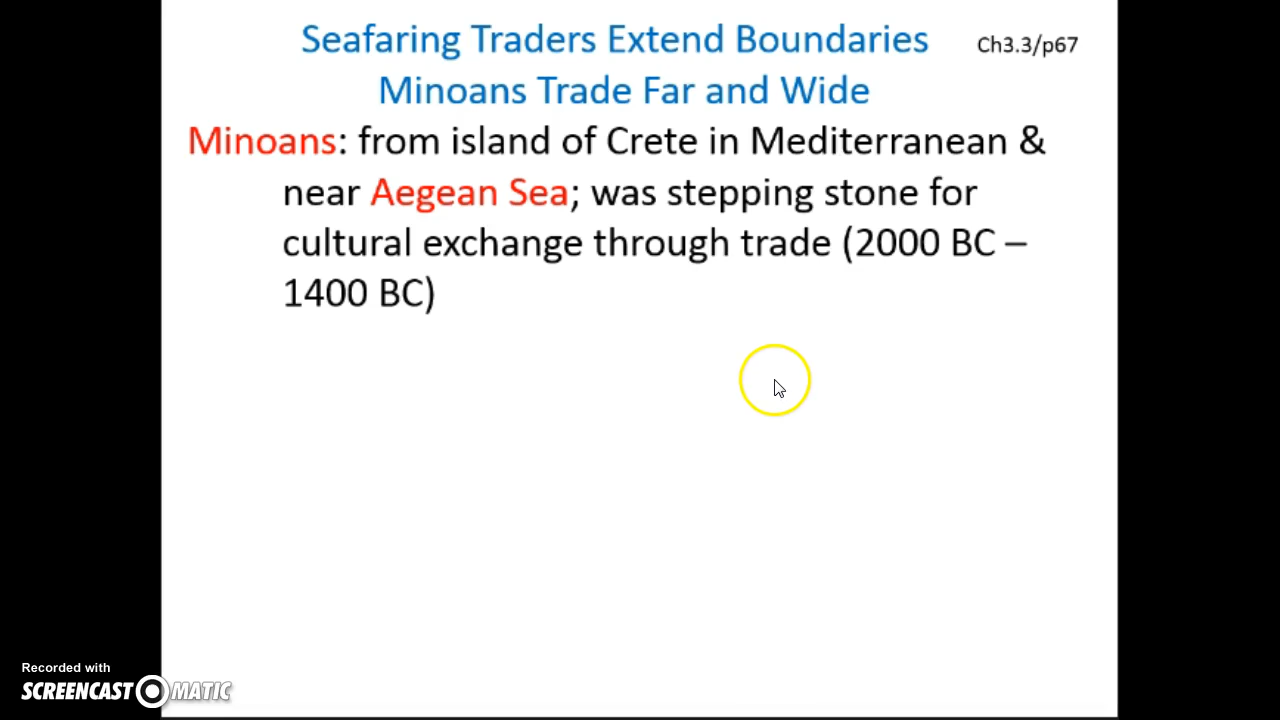 Seafaring Traders Extend Boundaries
Ch3.3/p67
Minoans Trade Far and Wide
Minoans: from island of Crete in Mediterranean &
near Aegean Sea; was stepping stone for
cultural exchange through trade (2000 BC –
1400 BC)
Recorded with
SCREENCAST O MATIC